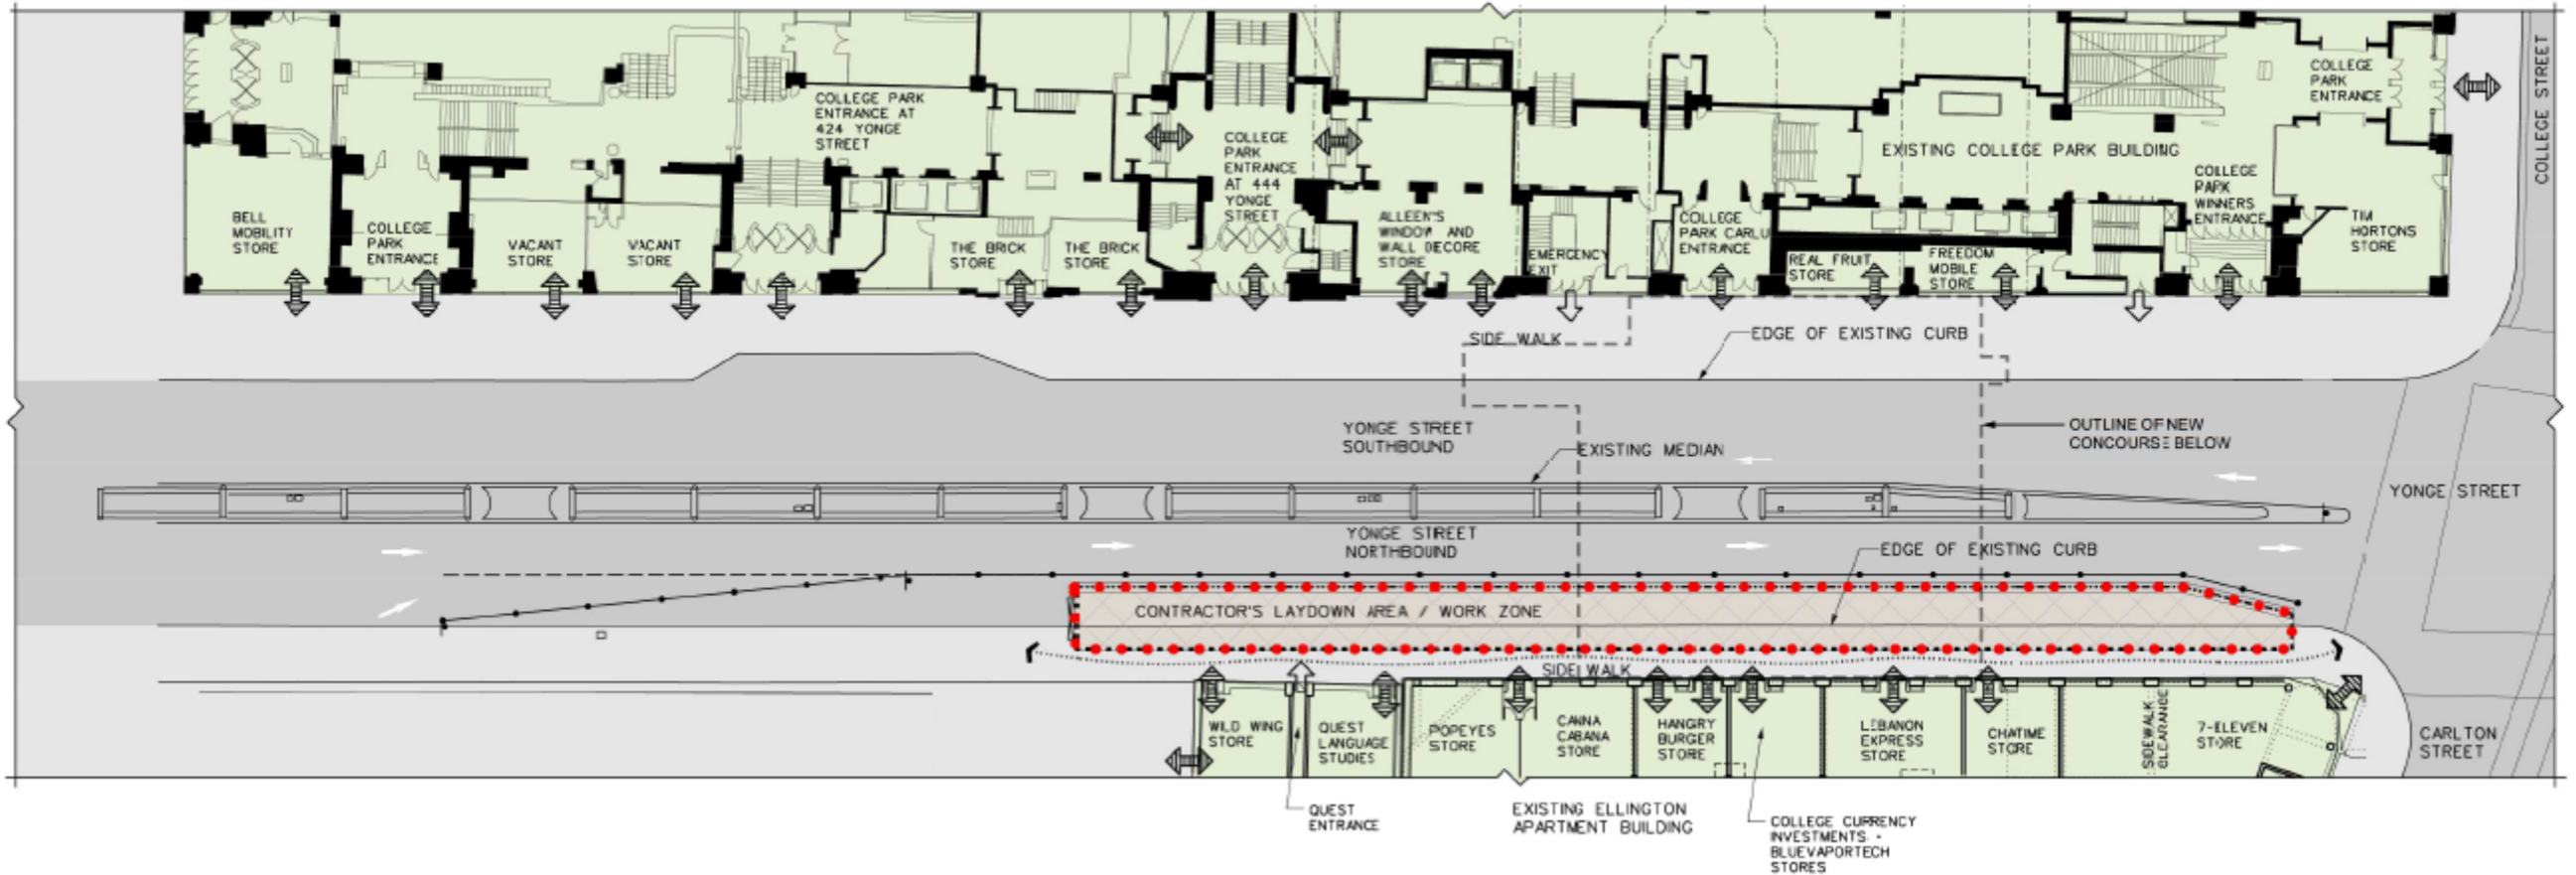 COLLEGE PARK
ENTRANCE AT
424 YONGE
STREET
COLLEGE
PARK
ENTRANCE
AT 444
YONGE
STREET
EXISTING COLLEGE PARK BUILDING
COLLEGE
PARK
ENTRANCE
COLLEGE STREET
BELL
MOBILITY
STORE
COLLEGE
PARK
ENTRANCE
VACANT
STORE
VACANT
STORE
THE BRICK
STORE
THE BRICK
STORE
ALLEEN'S
WINDOW AND
WALL DECORE
STORE
EMERGENCY
EXIT
COLLEGE
PARK CARLU
ENTRANCE
REAL FRUIT
STORE
FREEDOM
MOBILE
STORE
COLLEGE
PARK
WINNERS
ENTRANCE
TIM
HORTONS
STORE
SIDE WALK
EDGE OF EXISTING CURB
YONGE STREET
SOUTHBOUND
EXISTING MEDIAN
OUTLINE OF NEW
CONCOURSE BELOW
YONGE STREET
YONGE STREET
NORTHBOUND
EDGE OF EXISTING CURB
CONTRACTOR'S LAYDOWN AREA / WORK ZONE
SIDE WALK
WILD WING
STORE
QUEST
LANGUAGE
STUDIES
POPEYES
STORE
CANNA
CABANA
STORE
HANGRY
BURGER
STORE
LEBANON
EXPRESS
STORE
CHATIME
STORE
SIDEWALK
CLEARANCE
7-ELEVEN
STORE
CARLTON
STREET
QUEST
ENTRANCE
EXISTING ELLINGTON
APARTMENT BUILDING
COLLEGE CURRENCY
INVESTMENTS -
BLUEVAPORTECH
STORES